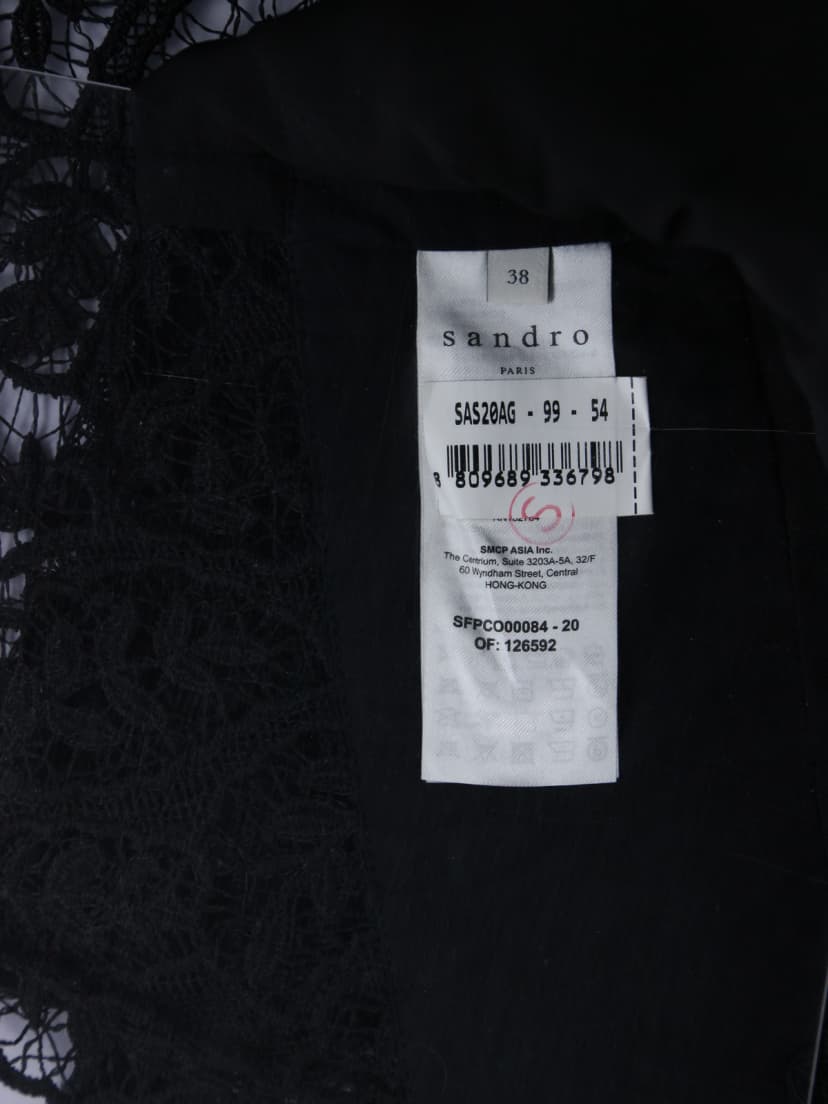 38
sandro
PARIS
SAS20AG - 99 - 54
8 809689 336798
S
SMCP ASIA Inc.
The Centrium, Suite 3203A-5A, 32/F
60 Wyndham Street, Central
HONG-KONG
SFPCO00084 - 20
OF: 126592